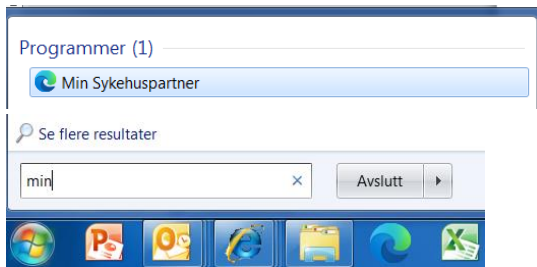 Programmer (1)
Min Sykehuspartner
Se flere resultater
min
Avslutt